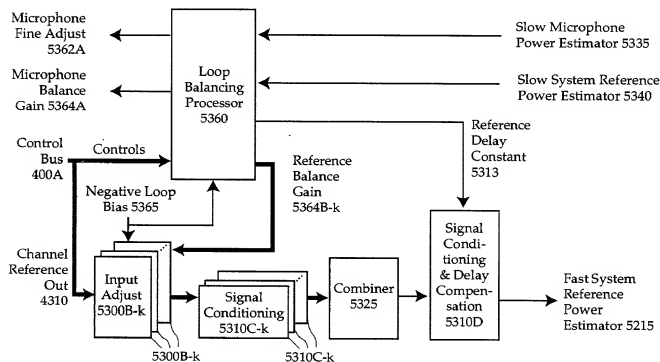 Microphone
Fine Adjust
5362A
Microphone
Balance
Gain 5364A
Loop
Balancing
Processor
5360
Slow Microphone
Power Estimator 5335
Slow System Reference
Power Estimator 5340
Control
Bus
400A
Controls
Negative Loop
Bias 5365
Reference
Balance
Gain
5364B-k
Reference
Delay
Constant
5313
Channel
Reference
Out
4310
Input
Adjust
5300B-k
Signal
Conditioning
5310C-k
Combiner
5325
Signal
Condi-
tioning
& Delay
Compen-
sation
5310D
Fast System
Reference
Power
Estimator 5215
5300B-k
5310C-k